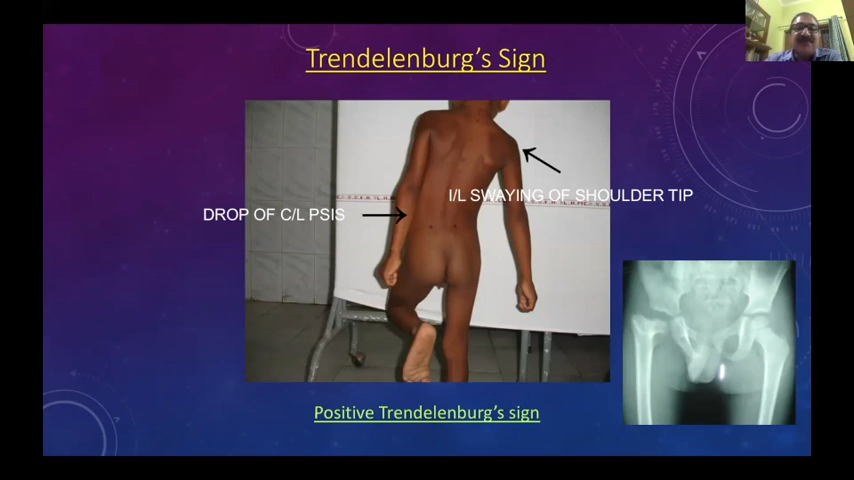 Trendelenburg's Sign
I/L SWAYING OF SHOULDER TIP
DROP OF C/L PSIS
Positive Trendelenburg's sign